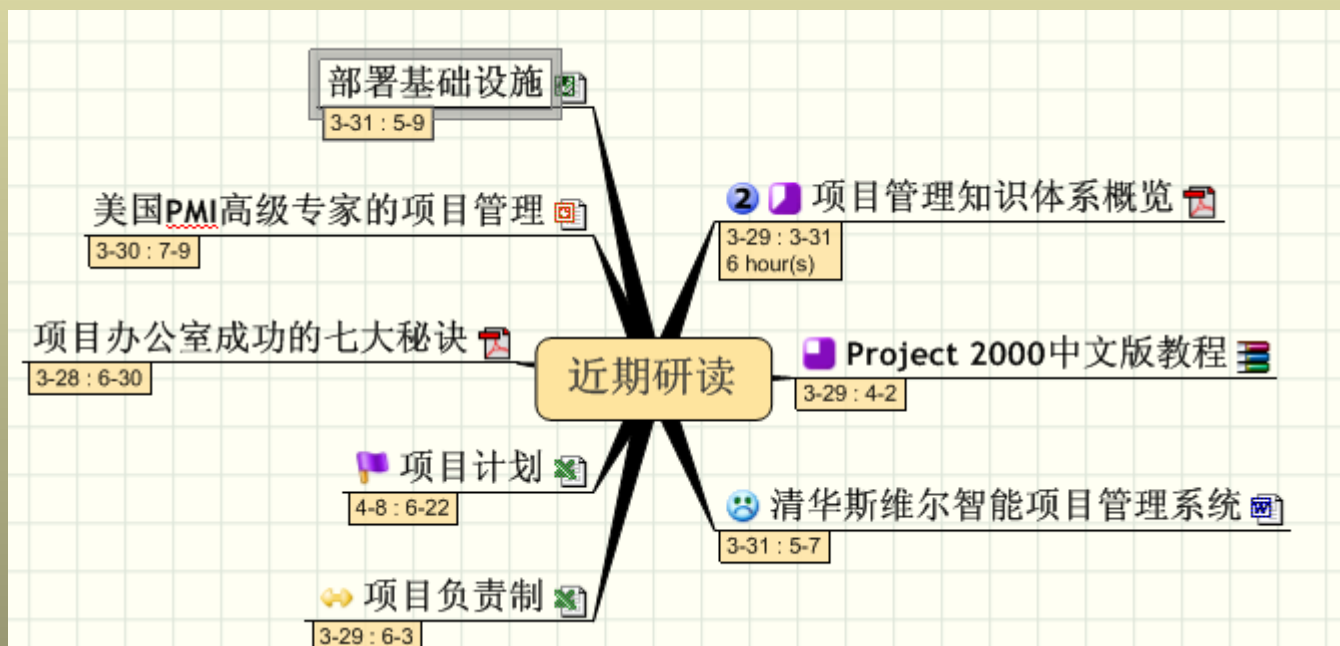 部署基础设施
3-31 : 5-9
美国PMI高级专家的项目管理
3-30 : 7-9
项目办公室成功的七大秘诀
3-28 : 6-30
项目计划
4-8 : 6-22
项目负责制
3-29 : 6-3
近期研读
2 项目管理知识体系概览
3-29 : 3-31
6 hour(s)
Project 2000中文版教程
3-29 : 4-2
清华斯维尔智能项目管理系统
3-31 : 5-7